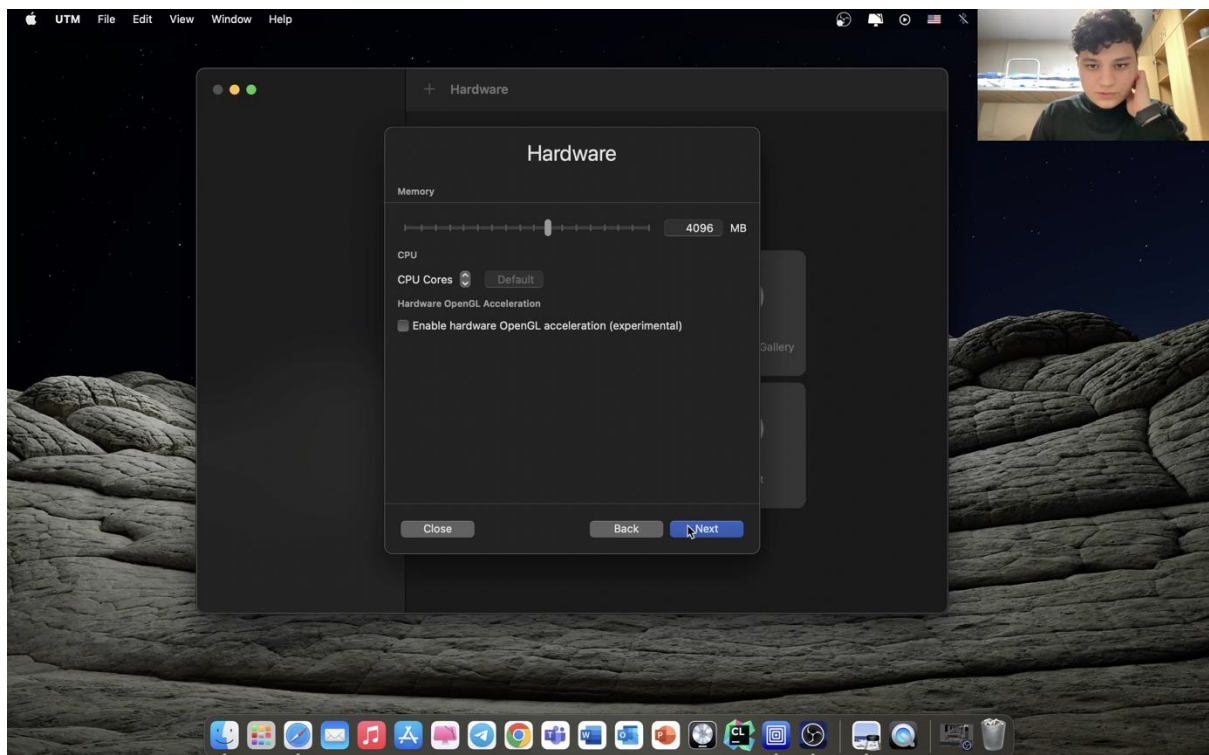 UTM File Edit View Window Help
+ Hardware
Hardware
Memory
4096 MB
CPU
CPU Cores Default
Hardware OpenGL Acceleration
Enable hardware OpenGL acceleration (experimental)
Gallery
Close Back Next
CL